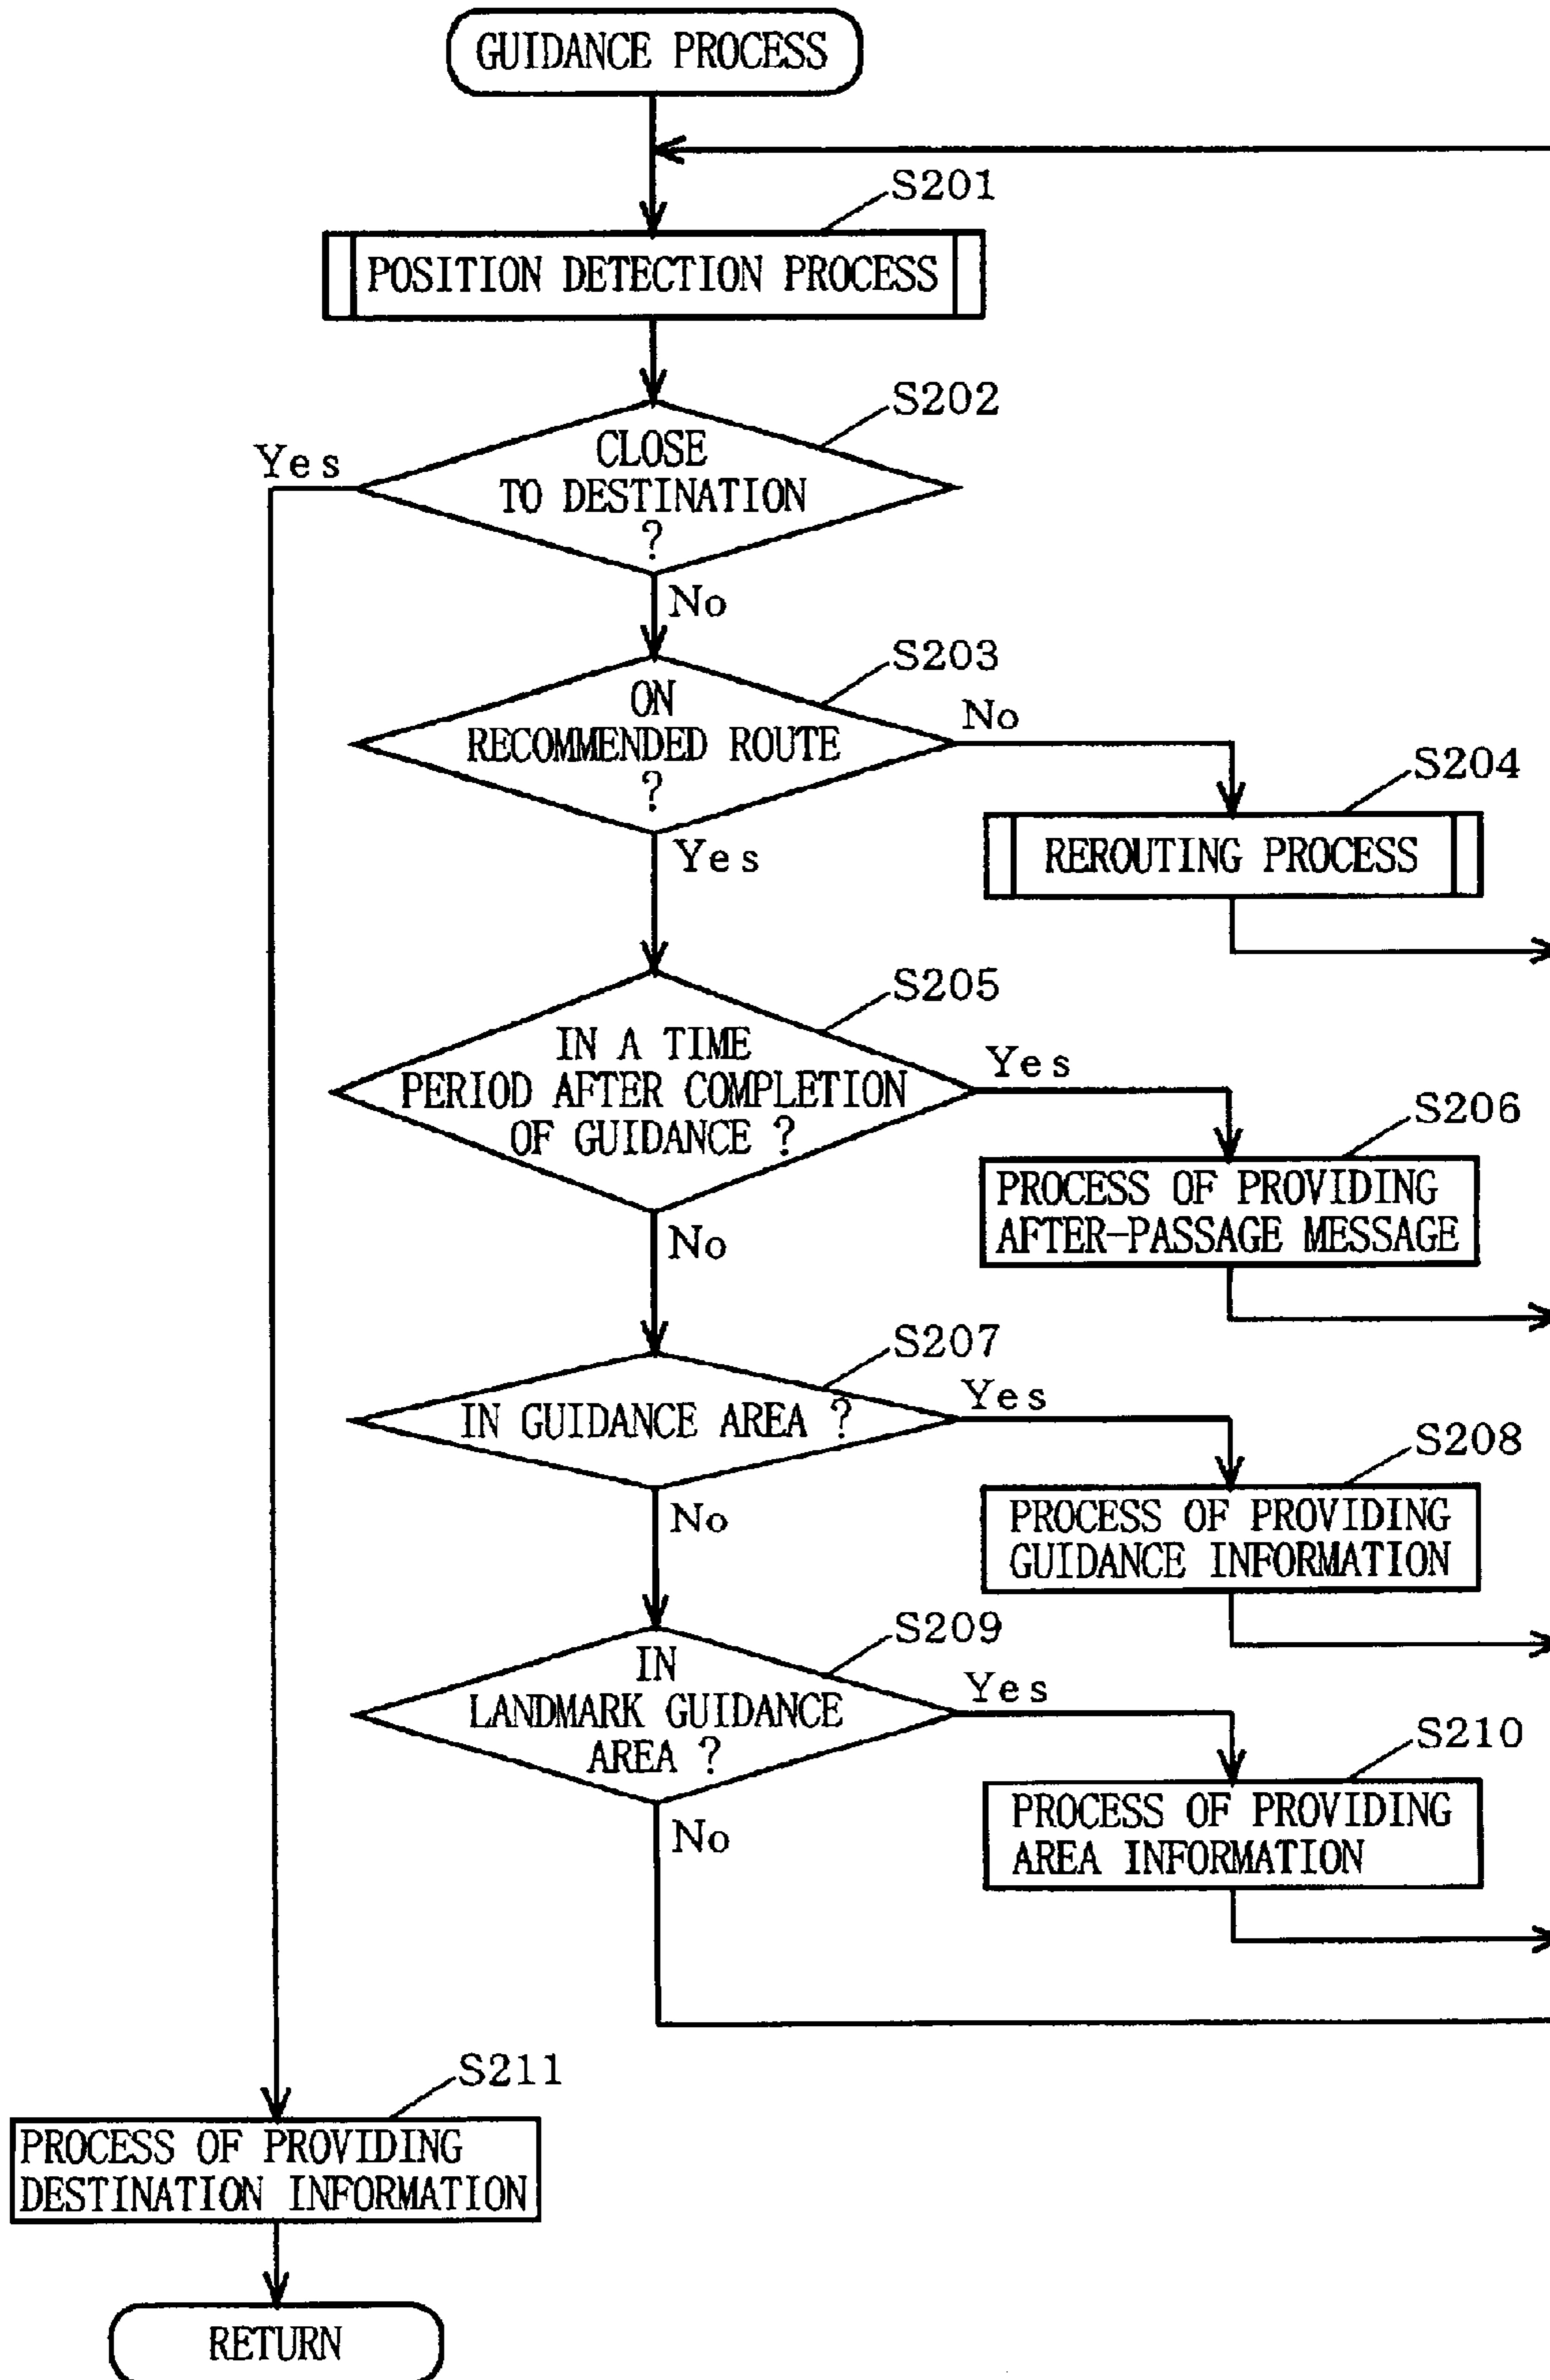 GUIDANCE PROCESS
S201
POSITION DETECTION PROCESS
S202
Yes
CLOSE
TO DESTINATION
?
No
S203
ON
RECOMMENDED ROUTE
?
No
S204
REROUTING PROCESS
Yes
S205
IN A TIME
PERIOD AFTER COMPLETION
OF GUIDANCE ?
Yes
S206
PROCESS OF PROVIDING
AFTER-PASSAGE MESSAGE
No
S207
IN GUIDANCE AREA ?
Yes
S208
PROCESS OF PROVIDING
GUIDANCE INFORMATION
No
S209
IN
LANDMARK GUIDANCE
AREA ?
Yes
S210
PROCESS OF PROVIDING
AREA INFORMATION
No
S211
PROCESS OF PROVIDING
DESTINATION INFORMATION
RETURN